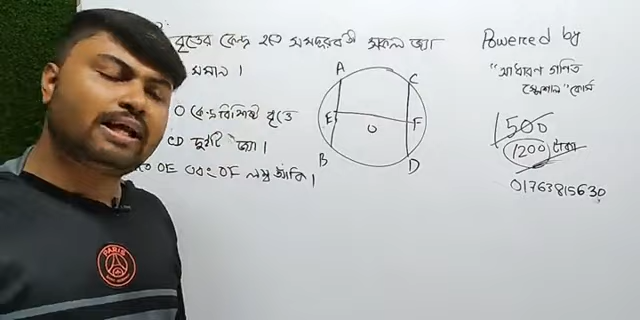 বৃত্তের কেন্দ্র হতে সমদূরবর্তী সকল জ্যা
সমান ।
O কেন্দ্রবিশিষ্ট বৃত্তে
CD দুইটি জ্যা ।
OE এবং OF লম্ব আঁকি ।
A
C
E
F
O
B
D
Powered by
"সাধারণ গণিত
স্পেশাল" কোর্স
1500
1200 টাকা
01763815630
PARIS